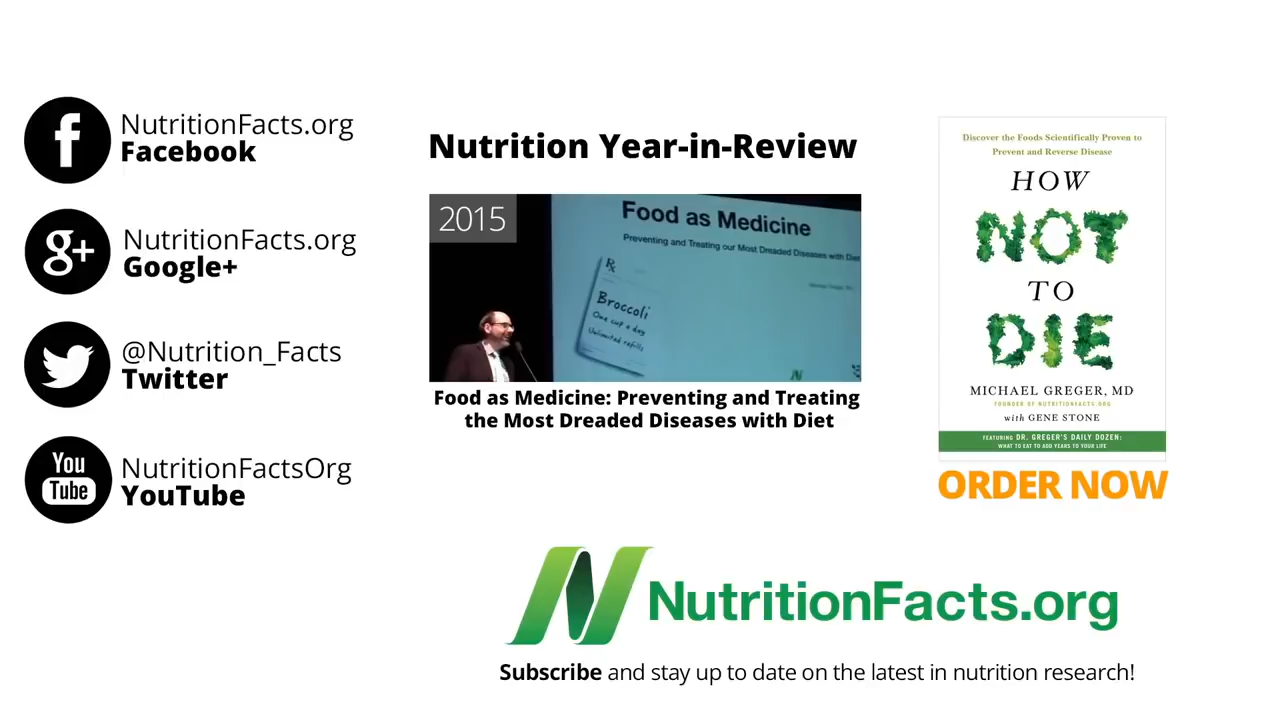 NutritionFacts.org
Facebook
NutritionFacts.org
Google+
@Nutrition_Facts
Twitter
You
Tube
NutritionFactsOrg
YouTube
Nutrition Year-in-Review
2015
Food as Medicine
Preventing and Treating our Most Dreaded Diseases with Diet
Broccoli
One cup a day
Unlimited refills
Food as Medicine: Preventing and Treating
the Most Dreaded Diseases with Diet
Discover the Foods Scientifically Proven to
Prevent and Reverse Disease
HOW
NOT
TO
DIE
MICHAEL GREGER, MD
FOUNDER OF NUTRITIONFACTS.ORG
with GENE STONE
FEATURING DR. GREGER'S DAILY DOZEN:
WHAT TO EAT TO ADD YEARS TO YOUR LIFE
ORDER NOW
NutritionFacts.org
Subscribe and stay up to date on the latest in nutrition research!